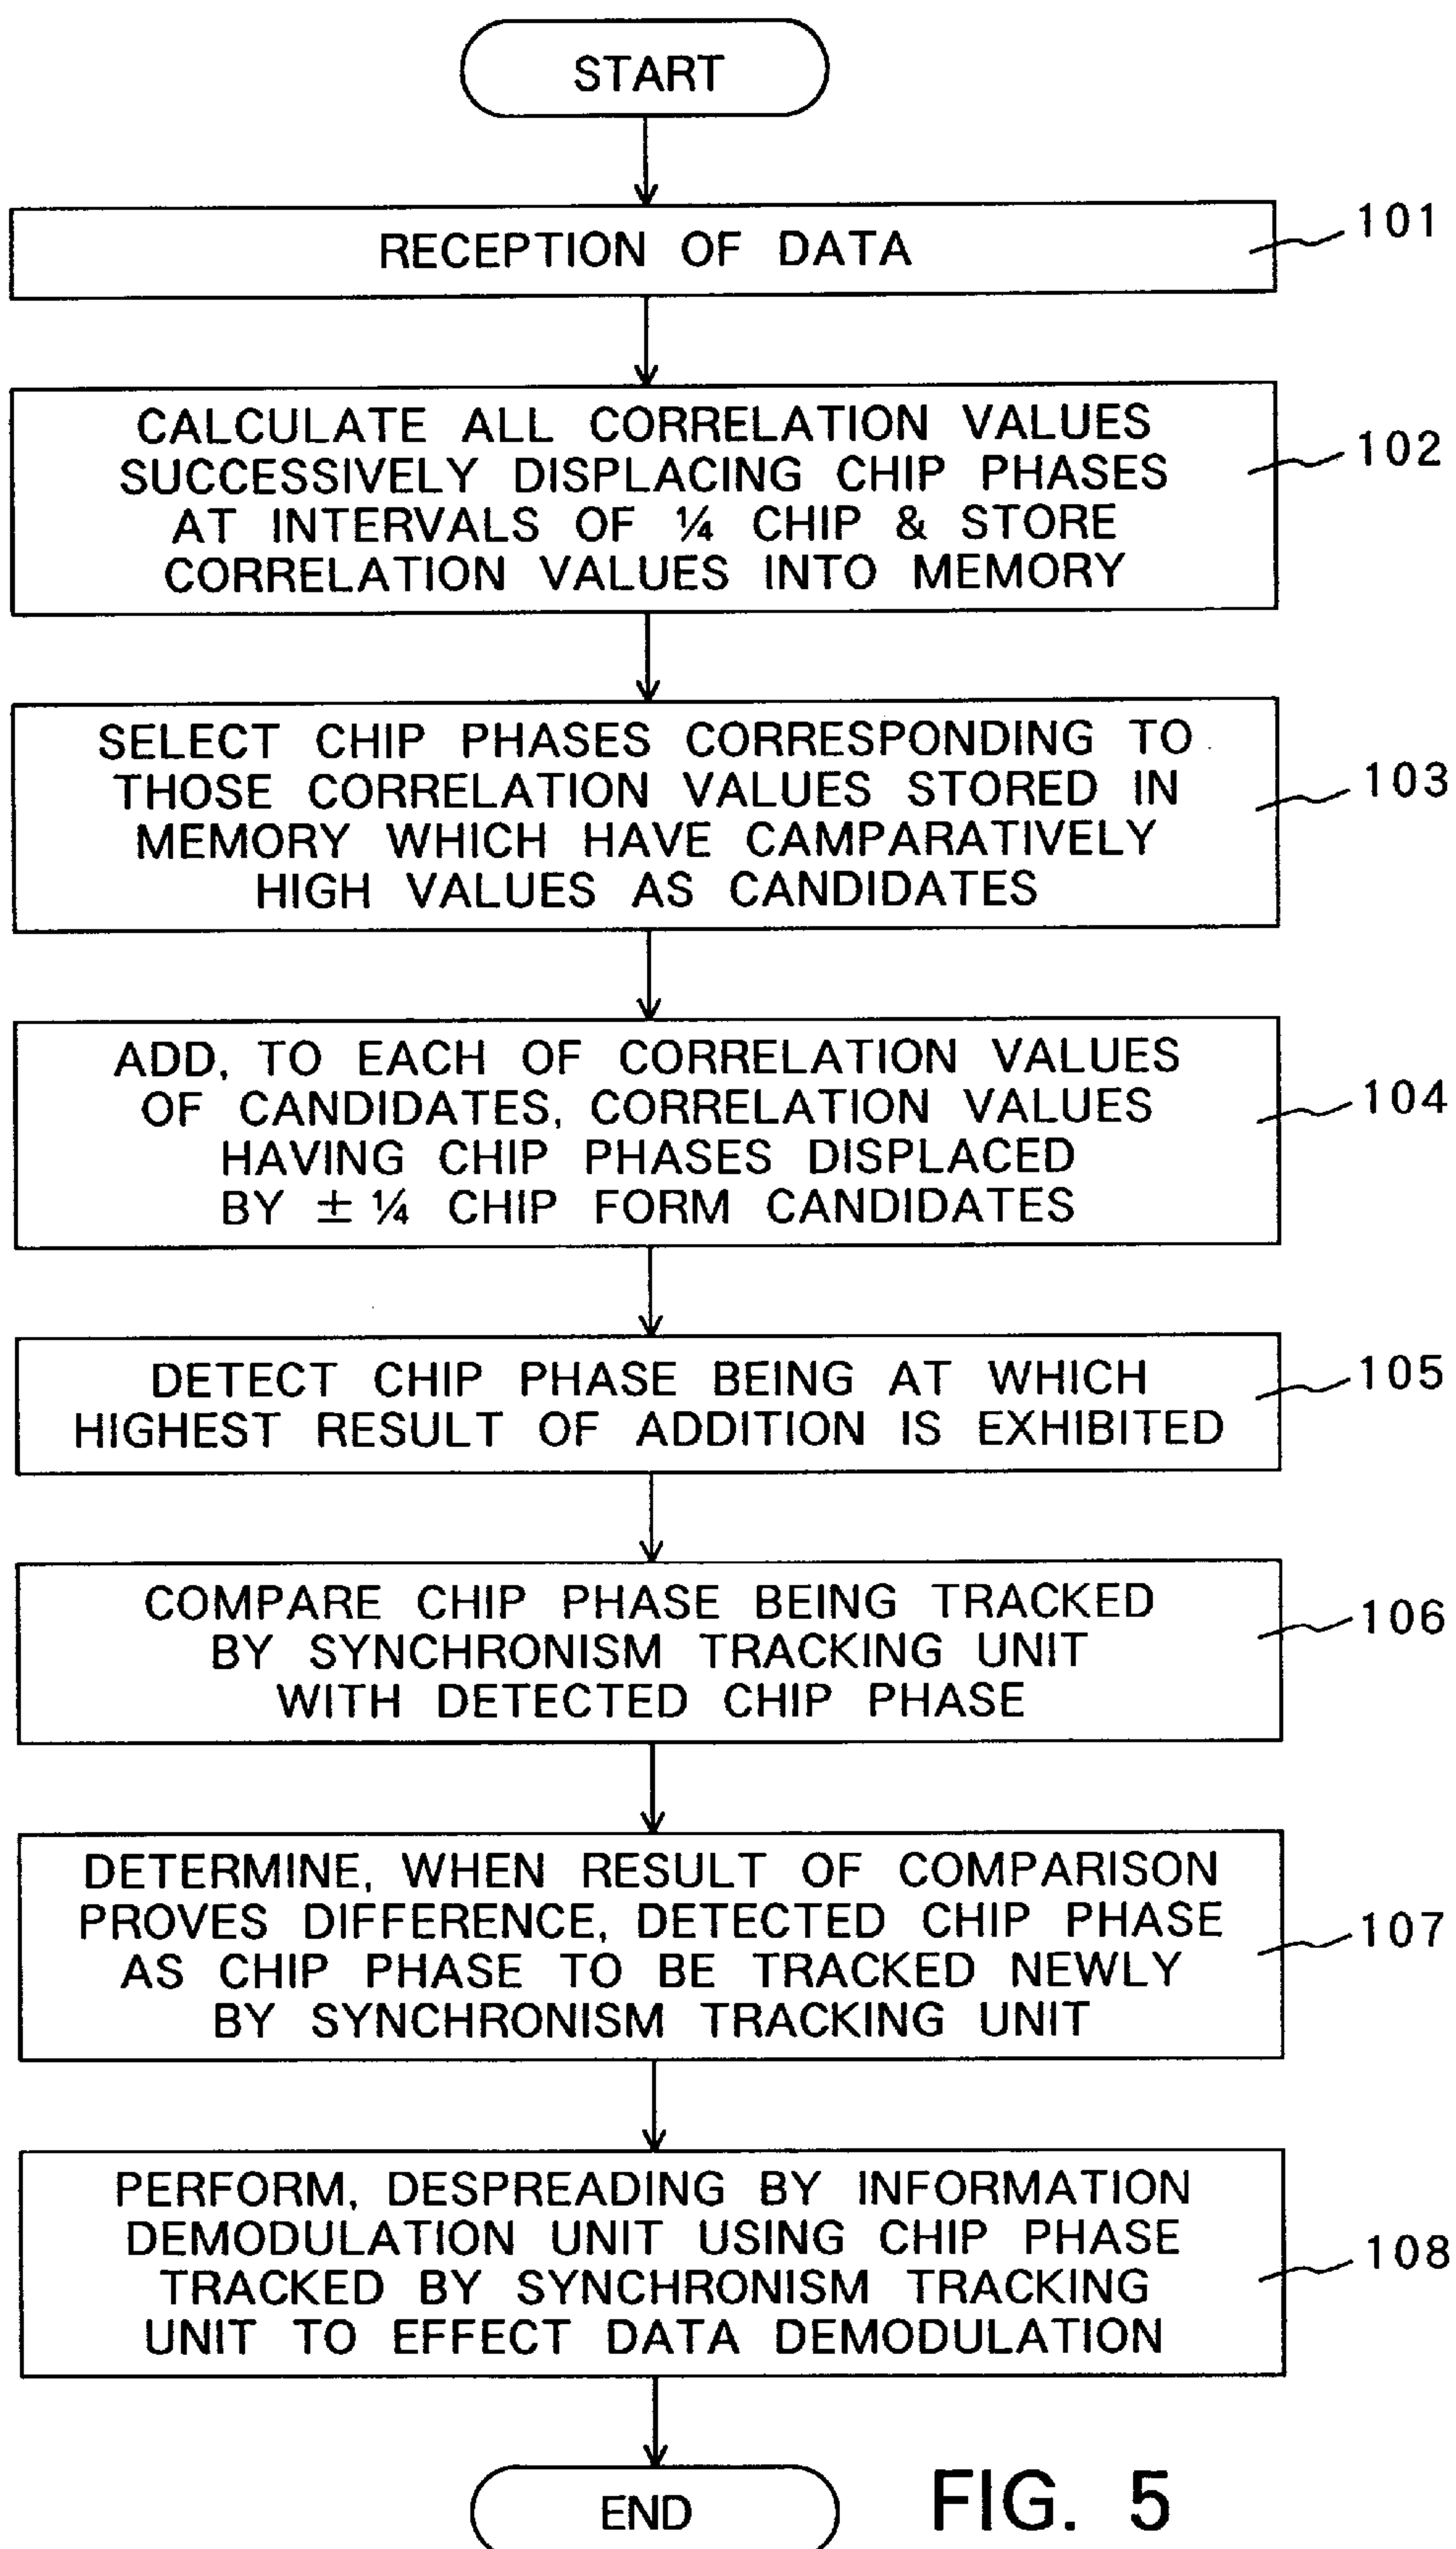 START
RECEPTION OF DATA
101
CALCULATE ALL CORRELATION VALUES
SUCCESSIVELY DISPLACING CHIP PHASES
AT INTERVALS OF ¼ CHIP & STORE
CORRELATION VALUES INTO MEMORY
102
SELECT CHIP PHASES CORRESPONDING TO
THOSE CORRELATION VALUES STORED IN
MEMORY WHICH HAVE CAMPARATIVELY
HIGH VALUES AS CANDIDATES
103
ADD, TO EACH OF CORRELATION VALUES
OF CANDIDATES, CORRELATION VALUES
HAVING CHIP PHASES DISPLACED
BY ± ¼ CHIP FORM CANDIDATES
104
DETECT CHIP PHASE BEING AT WHICH
HIGHEST RESULT OF ADDITION IS EXHIBITED
105
COMPARE CHIP PHASE BEING TRACKED
BY SYNCHRONISM TRACKING UNIT
WITH DETECTED CHIP PHASE
106
DETERMINE, WHEN RESULT OF COMPARISON
PROVES DIFFERENCE, DETECTED CHIP PHASE
AS CHIP PHASE TO BE TRACKED NEWLY
BY SYNCHRONISM TRACKING UNIT
107
PERFORM, DESPREADING BY INFORMATION
DEMODULATION UNIT USING CHIP PHASE
TRACKED BY SYNCHRONISM TRACKING
UNIT TO EFFECT DATA DEMODULATION
108
END
FIG. 5